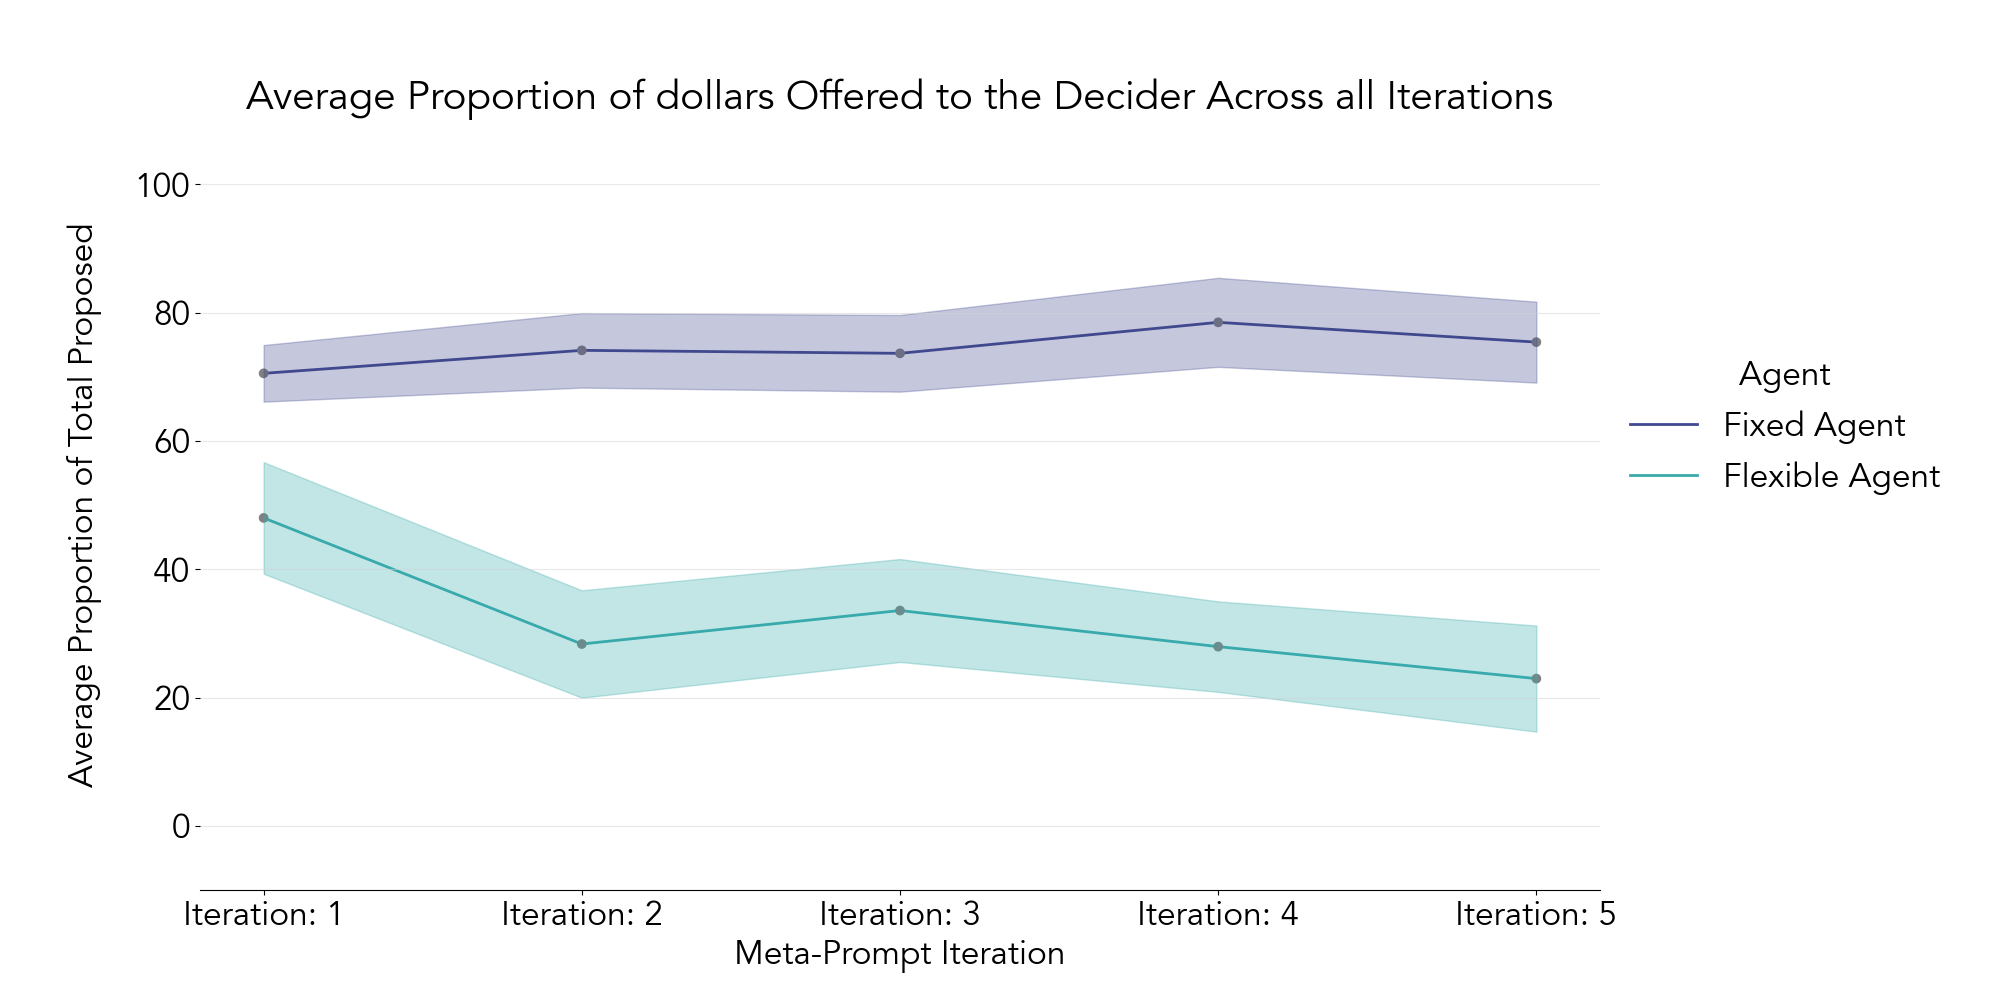 Average Proportion of dollars Offered to the Decider Across all Iterations
Average Proportion of Total Proposed
100
80
60
40
20
0
Iteration: 1
Iteration: 2
Iteration: 3
Iteration: 4
Iteration: 5
Meta-Prompt Iteration
Agent
Fixed Agent
Flexible Agent